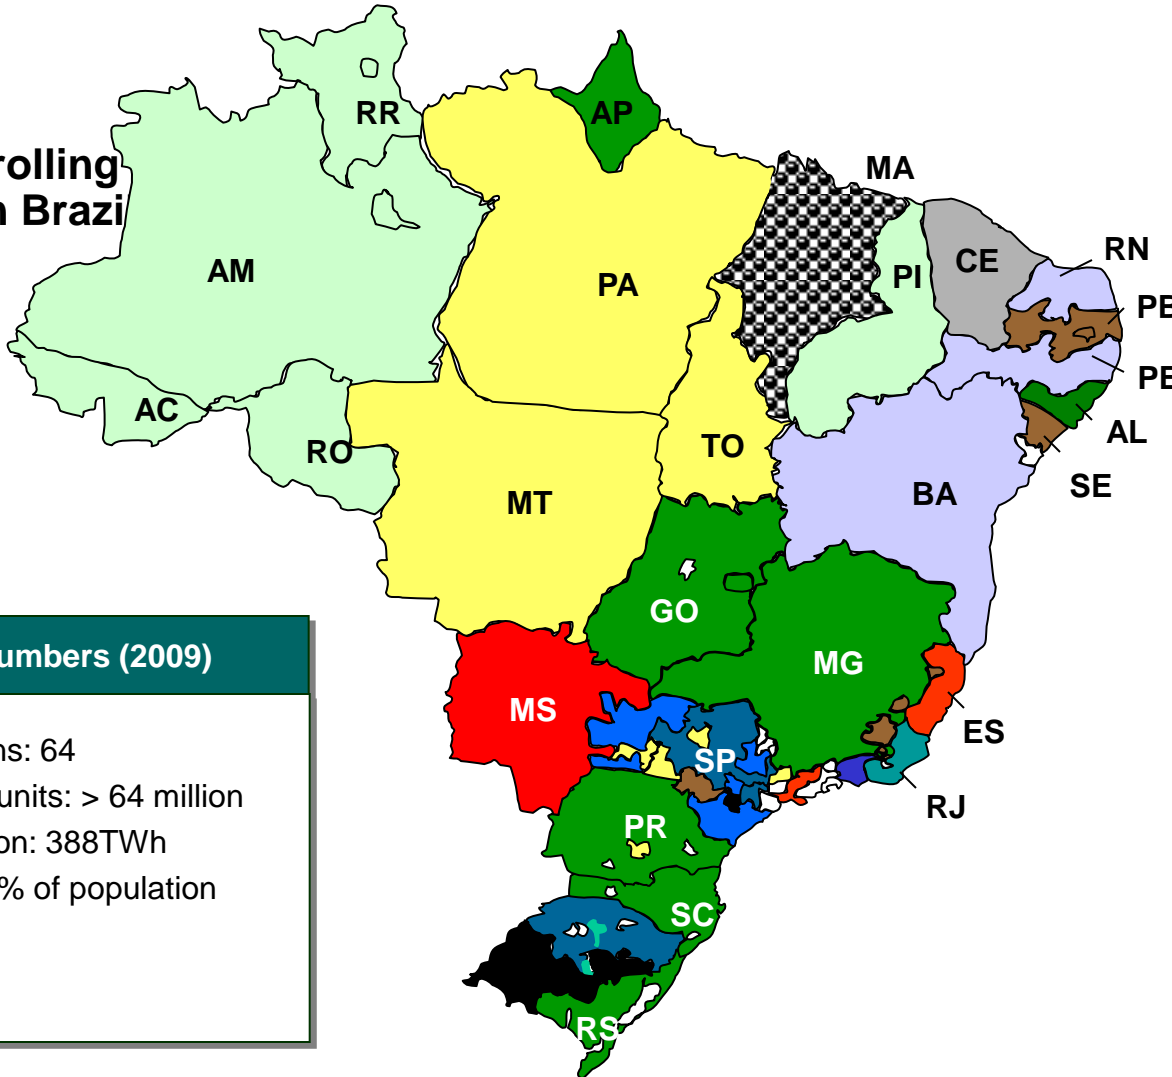 rolling
n Brazi
umbers (2009)
ns: 64
units: > 64 million
on: 388TWh
% of population
RR
AP
MA
AM
PA
PI
CE
RN
PE
PE
AC
RO
TO
AL
SE
MT
BA
GO
MG
MS
ES
SP
RJ
PR
SC
RS